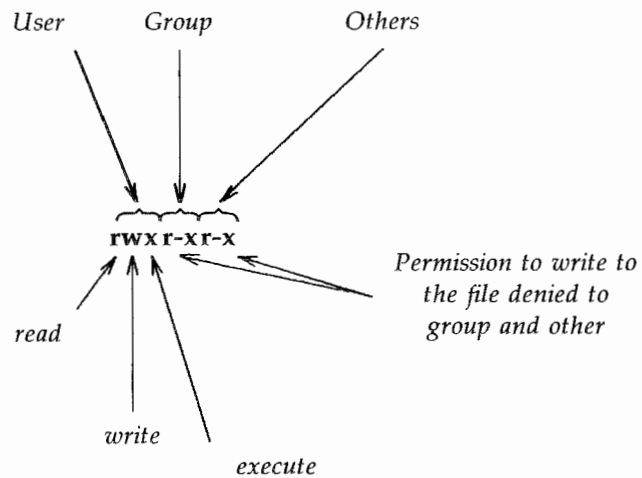 User Group Others
rwxr-xr-x
Permission to write to
the file denied to
group and other
read
write
execute